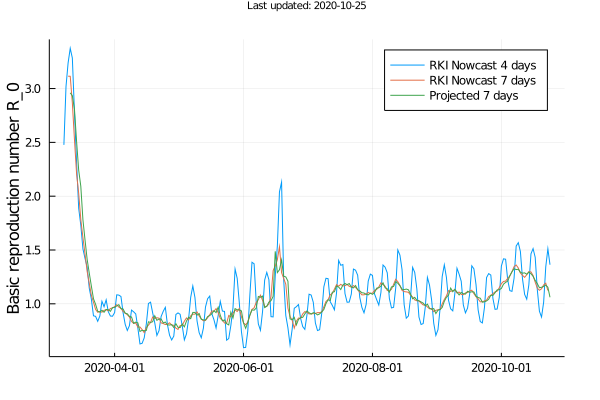 Last updated: 2020-10-25
RKI Nowcast 4 days
RKI Nowcast 7 days
Projected 7 days
Basic reproduction number R_0
3.0
2.5
2.0
1.5
1.0
2020-04-01
2020-06-01
2020-08-01
2020-10-01